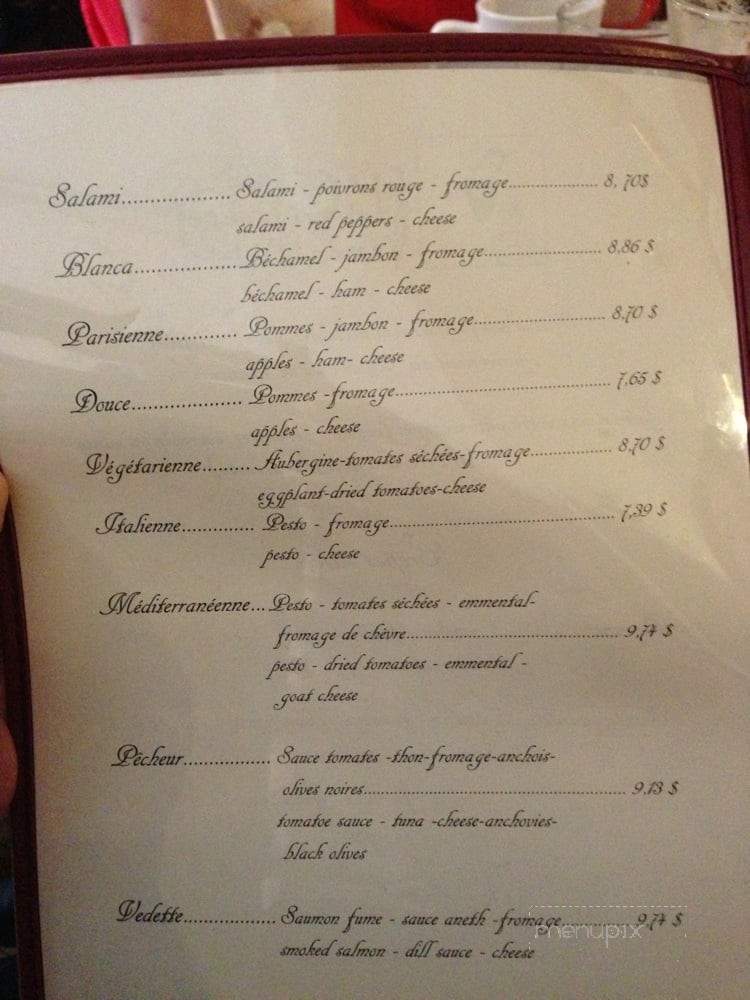 Salami.................... Salami - poivrons rouge - fromage.................... 8, 70$
salami - red peppers - cheese
Blanca....................Béchamel - jambon - fromage.......................... 8,86 $
béchamel - ham - cheese
Parisienne.............. Pommes - jambon - fromage............................. 8,70 $
apples - ham- cheese
Douce..................... Pommes -fromage................................................ 7,65 $
apples - cheese
Végétarienne......... Aubergine-tomates séchées-fromage.................. 8,70 $
eggplant-dried tomatoes-cheese
Italienne.............. Pesto - fromage.................................................. 7,39 $
pesto - cheese
Méditerranéenne... Pesto - tomates séchées - emmental-
fromage de chèvre................................................ 9,74 $
pesto - dried tomatoes - emmental -
goat cheese
Pêcheur................. Sauce tomates -thon-fromage-anchois-
olives noires............................................................ 9,13 $
tomatoe sauce - tuna -cheese-anchovies-
black olives
Vedette.................. Saumon fume - sauce aneth -fromage................. 9,74 $
smoked salmon - dill sauce - cheese
menupix